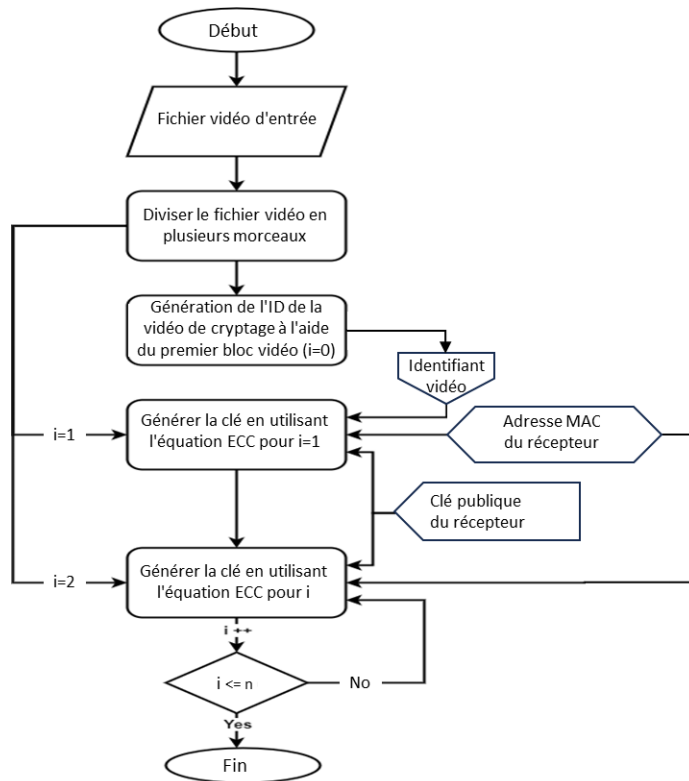 Début
Fichier vidéo d'entrée
Diviser le fichier vidéo en
plusieurs morceaux
Génération de l'ID de la
vidéo de cryptage à l'aide
du premier bloc vidéo (i=0)
Identifiant
vidéo
i=1
Générer la clé en utilisant
l'équation ECC pour i=1
Adresse MAC
du récepteur
Clé publique
du récepteur
i=2
Générer la clé en utilisant
l'équation ECC pour i
i ++
i <= n
No
Yes
Fin